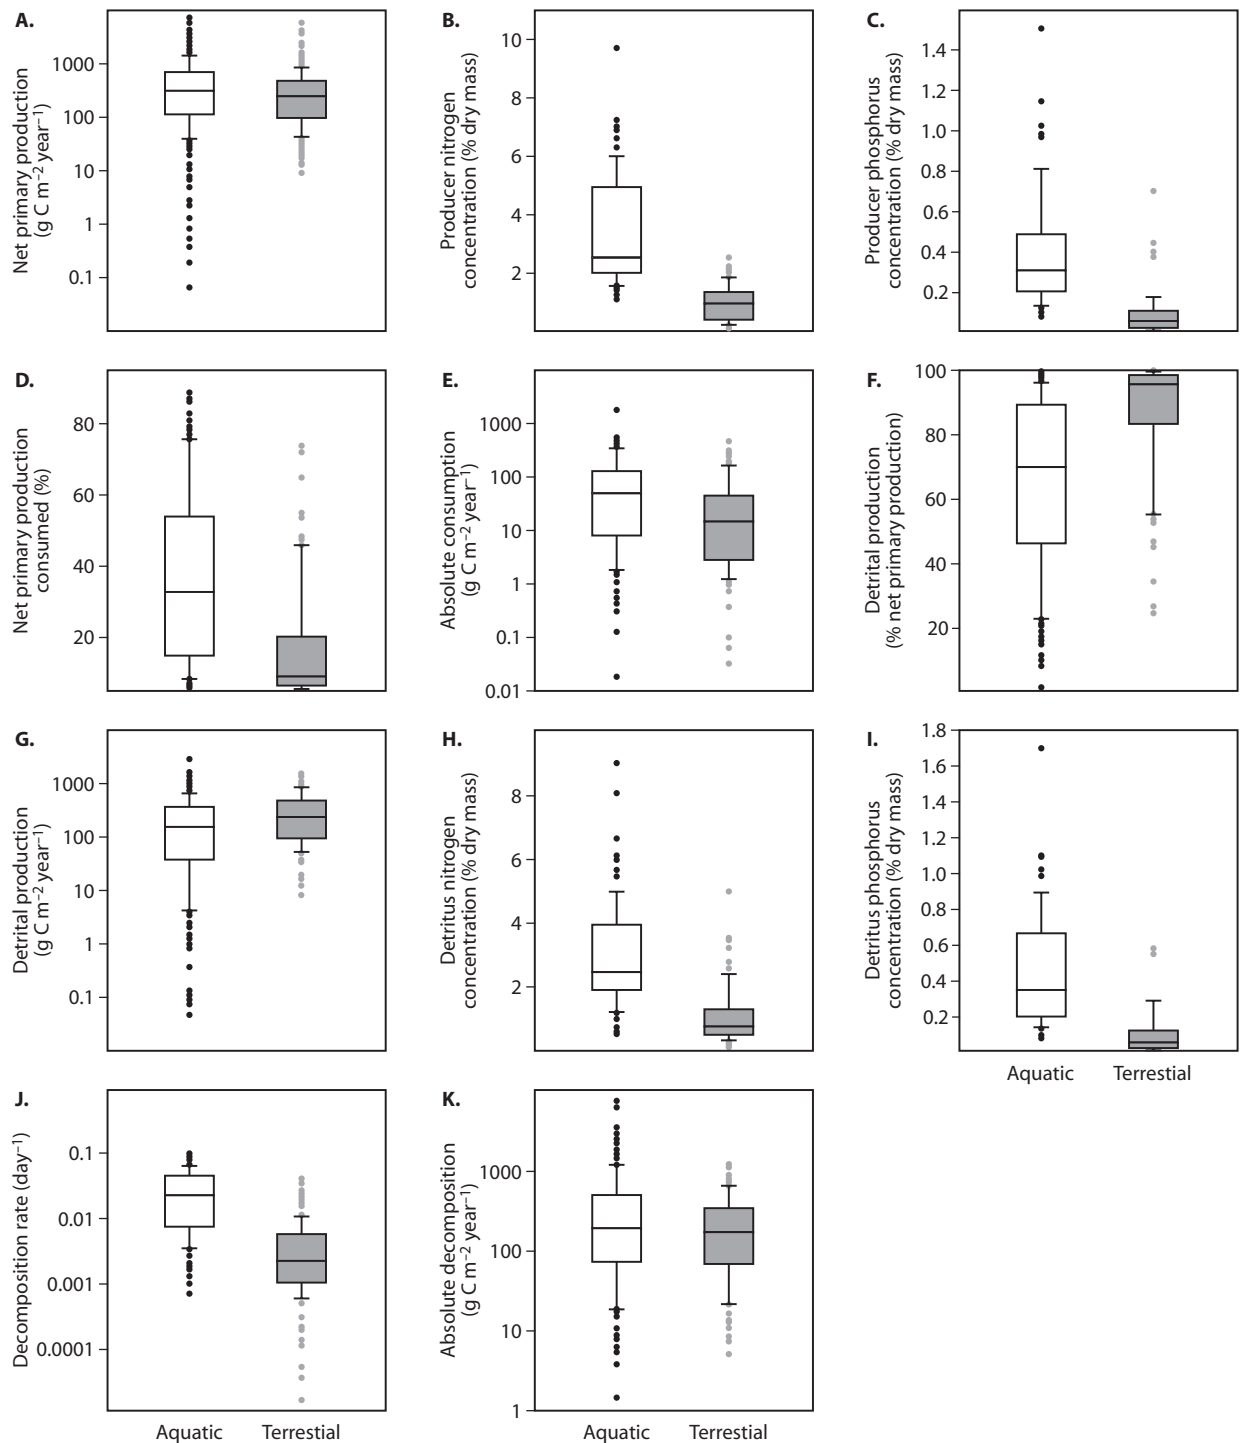 A.
Net primary production
(g C m⁻² year⁻¹)
1000
100
10
1
0.1
B.
Producer nitrogen
concentration (% dry mass)
10
8
6
4
2
C.
Producer phosphorus
concentration (% dry mass)
1.4
1.2
1.0
0.8
0.6
0.4
0.2
D.
Net primary production
consumed (%)
80
60
40
20
E.
Absolute consumption
(g C m⁻² year⁻¹)
1000
100
10
1
0.1
0.01
F.
Detrital production
(% net primary production)
100
80
60
40
20
G.
Detrital production
(g C m⁻² year⁻¹)
1000
100
10
1
0.1
H.
Detritus nitrogen
concentration (% dry mass)
8
6
4
2
I.
Detritus phosphorus
concentration (% dry mass)
1.8
1.6
1.4
1.2
1.0
0.8
0.6
0.4
0.2
Aquatic Terrestial
J.
Decomposition rate (day⁻¹)
0.1
0.01
0.001
0.0001
Aquatic Terrestial
K.
Absolute decomposition
(g C m⁻² year⁻¹)
1000
100
10
1
Aquatic Terrestial